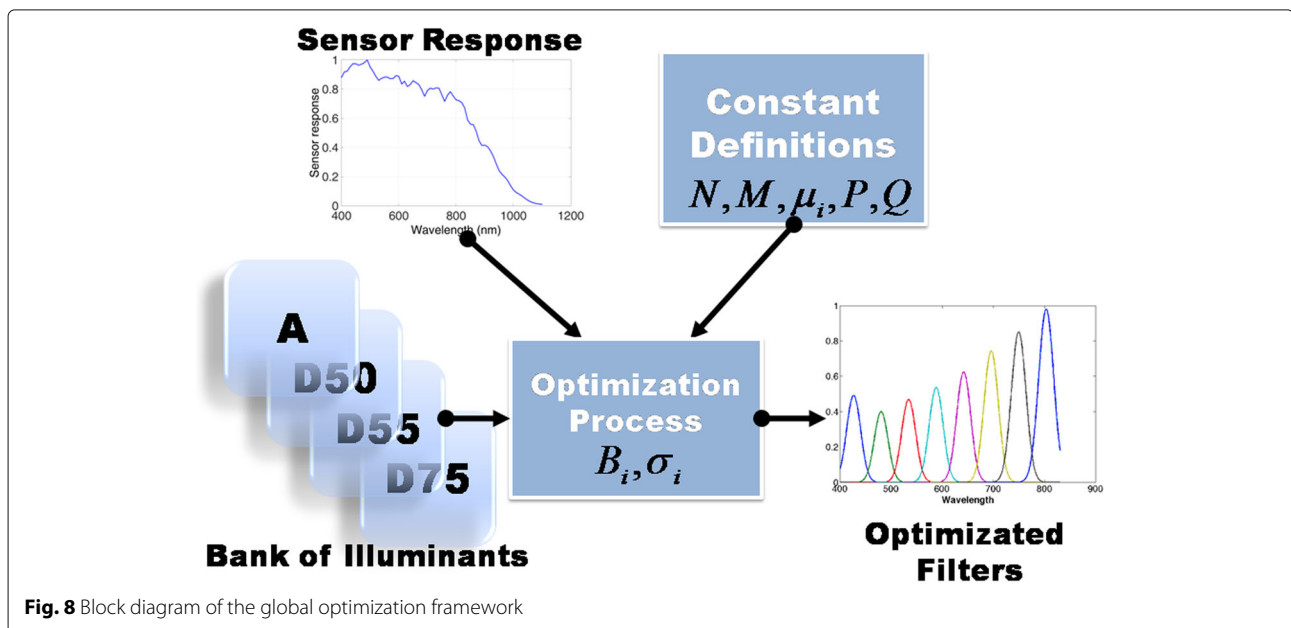 Sensor Response
1
0.8
0.6
0.4
0.2
0
400 600 800 1000 1200
Sensor response
Wavelength (nm)
Constant
Definitions
N, M, μᵢ, P, Q
A
D50
D55
D75
Bank of Illuminants
Optimization
Process
Bᵢ, σᵢ
1
0.8
0.6
0.4
0.2
0
400 500 600 700 800 900
Wavelength
Optimizated
Filters
Fig. 8 Block diagram of the global optimization framework